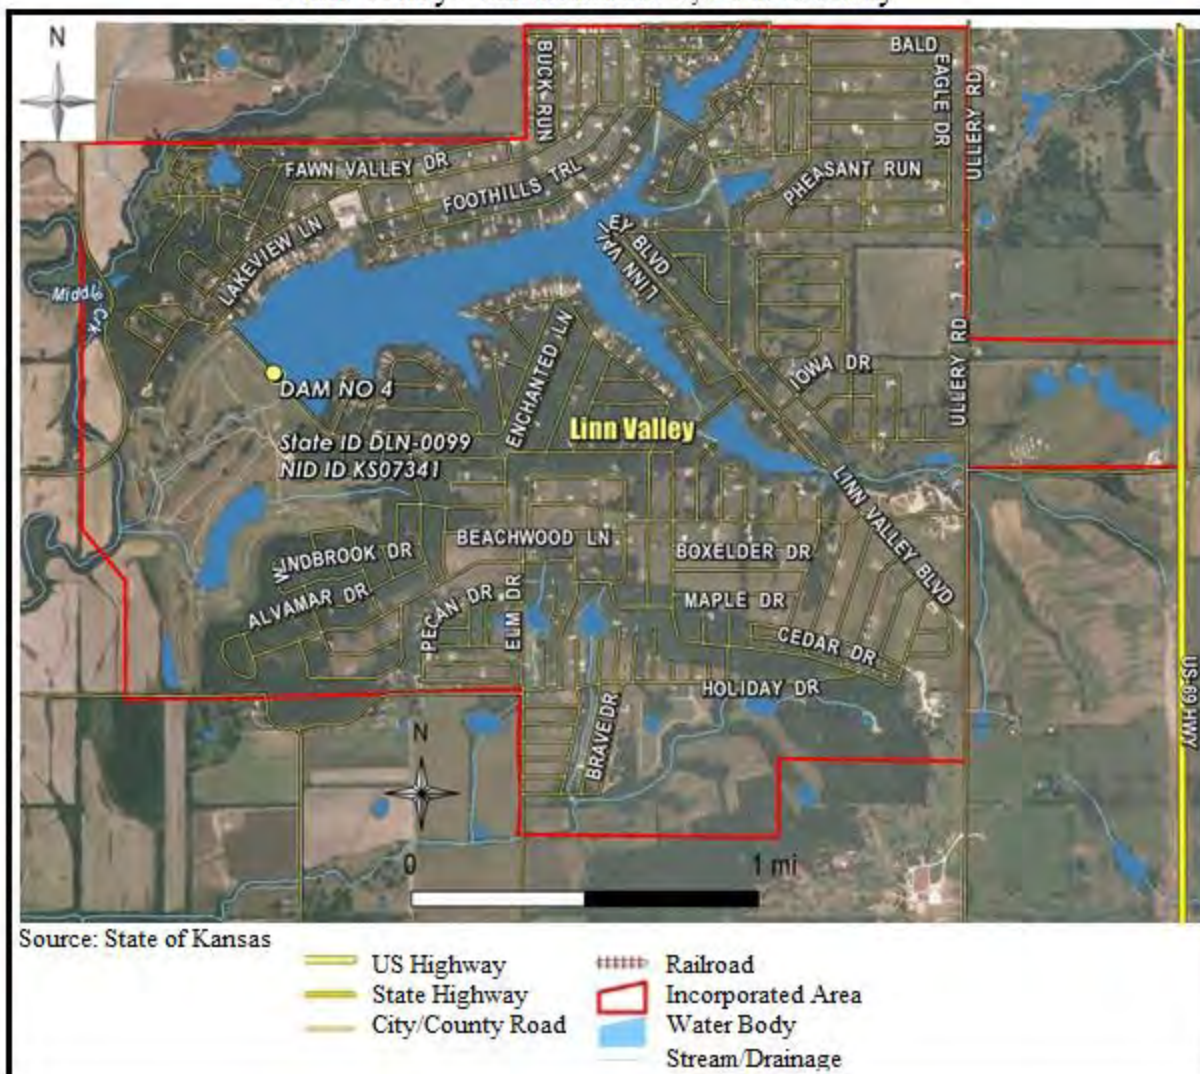 N
BUCK RUN
BALD
EAGLE DR
ULLERY RD
FAWN VALLEY DR
FOOTHILLS TRL
PHEASANT RUN
LAKEVIEW LN
EY BLVD
LINN VAL
Middle Crk
ULLERY RD 1
DAM NO 4
ENCHANTED LN
IOWA DR
Linn Valley
State ID DLN-0099
NID ID KS07341
LINN VALLEY BLVD
BEACHWOOD LN
BOXELDER DR
WINDBROOK DR
ALVAMAR DR
PECAN DR
ELM DR
MAPLE DR
CEDAR DR
HOLIDAY DR
BRAVE DR
US-69 HWY
N
0 1 mi
Source: State of Kansas
US Highway
State Highway
City/County Road
Railroad
Incorporated Area
Water Body
Stream/Drainage